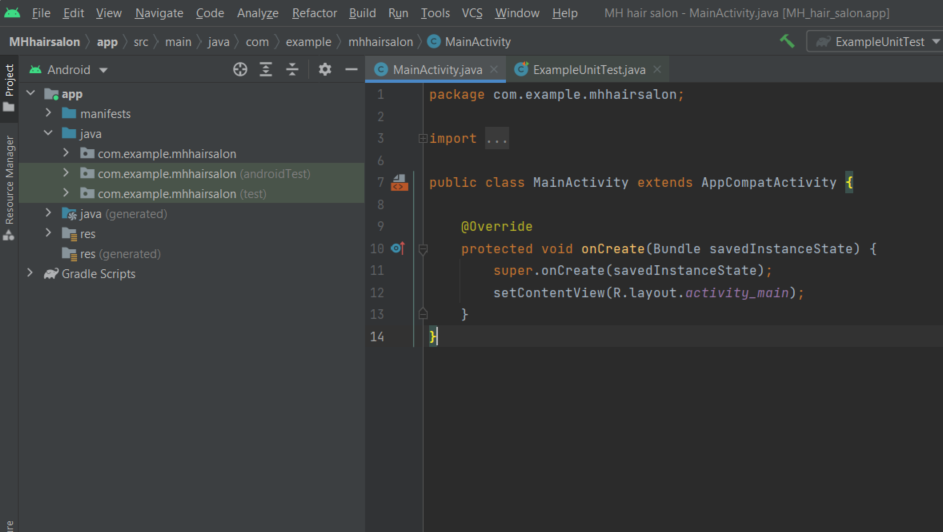 File Edit View Navigate Code Analyze Refactor Build Run Tools VCS Window Help MH hair salon - MainActivity.java [MH_hair_salon.app]
MHhairsalon app src main java com example mhhairsalon MainActivity ExampleUnitTest
Project
Resource Manager
Android
app
manifests
java
com.example.mhhairsalon
com.example.mhhairsalon (androidTest)
com.example.mhhairsalon (test)
java (generated)
res
res (generated)
Gradle Scripts
MainActivity.java ExampleUnitTest.java
1 package com.example.mhhairsalon;
2
3 import ...
6
7 public class MainActivity extends AppCompatActivity {
8
9 @Override
10 protected void onCreate(Bundle savedInstanceState) {
11 super.onCreate(savedInstanceState);
12 setContentView(R.layout.activity_main);
13 }
14 }